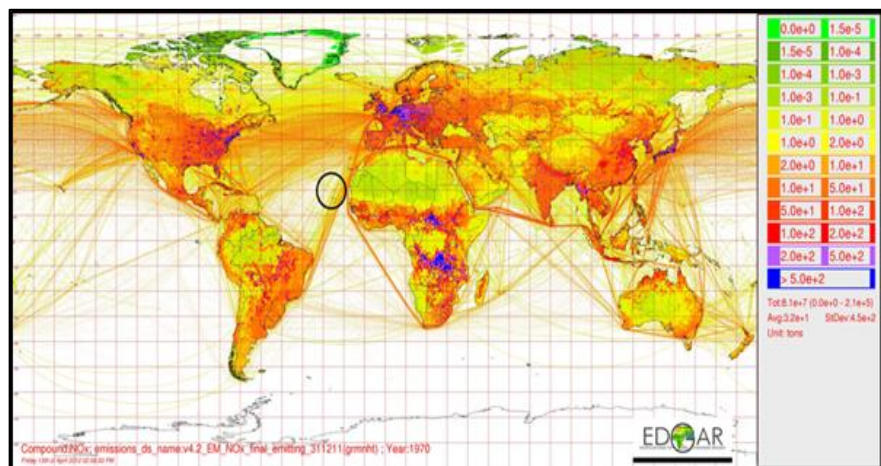 0.0e+0 1.5e-5
1.5e-5 1.0e-4
1.0e-4 1.0e-3
1.0e-3 1.0e-1
1.0e-1 1.0e+0
1.0e+0 2.0e+0
2.0e+0 1.0e+1
1.0e+1 5.0e+1
5.0e+1 1.0e+2
1.0e+2 2.0e+2
2.0e+2 5.0e+2
> 5.0e+2
Tot:8.1e+7 (0.0e+0 - 2.1e+5)
Avg:3.2e+1 StDev:4.5e+2
Unit: tons
EDGAR
Compound:NOx; emissions_ds_name:v4.2_EM_NOx_final_emitting_311211(grmnht) ; Year:1970